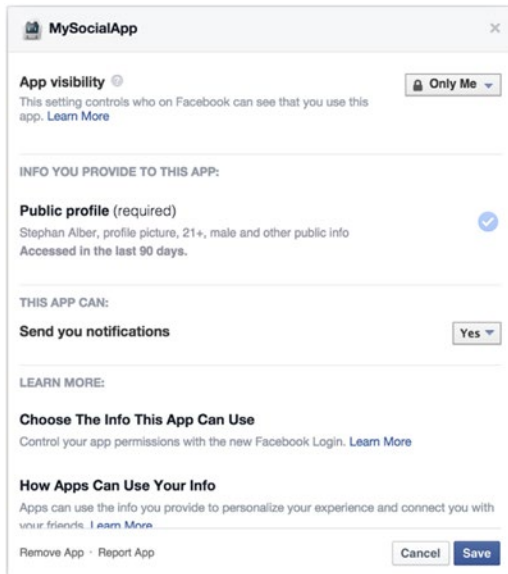 MySocialApp
App visibility
Only Me
This setting controls who on Facebook can see that you use this
app. Learn More
INFO YOU PROVIDE TO THIS APP:
Public profile (required)
Stephan Alber, profile picture, 21+, male and other public info
Accessed in the last 90 days.
THIS APP CAN:
Send you notifications
Yes
LEARN MORE:
Choose The Info This App Can Use
Control your app permissions with the new Facebook Login. Learn More
How Apps Can Use Your Info
Apps can use the info you provide to personalize your experience and connect you with
your friends. Learn More
Remove App · Report App
Cancel
Save